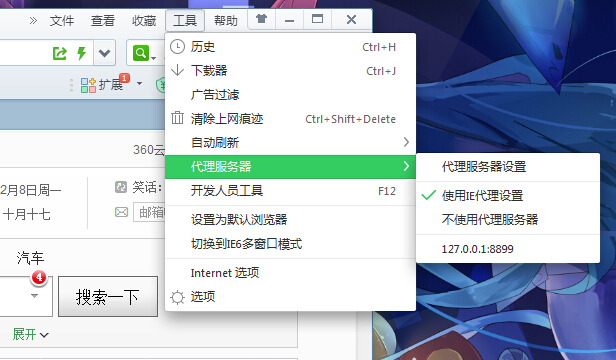 » 文件 查看 收藏 工具 帮助
扩展 1
历史 Ctrl+H
下载器 Ctrl+J
广告过滤
清除上网痕迹 Ctrl+Shift+Delete
自动刷新
代理服务器
开发人员工具 F12
设置为默认浏览器
切换到IE6多窗口模式
Internet 选项
选项
代理服务器设置
使用IE代理设置
不使用代理服务器
127.0.0.1:8899
360云
2月8日周一 笑话:
十月十七 邮箱
汽车
4
搜索一下
展开